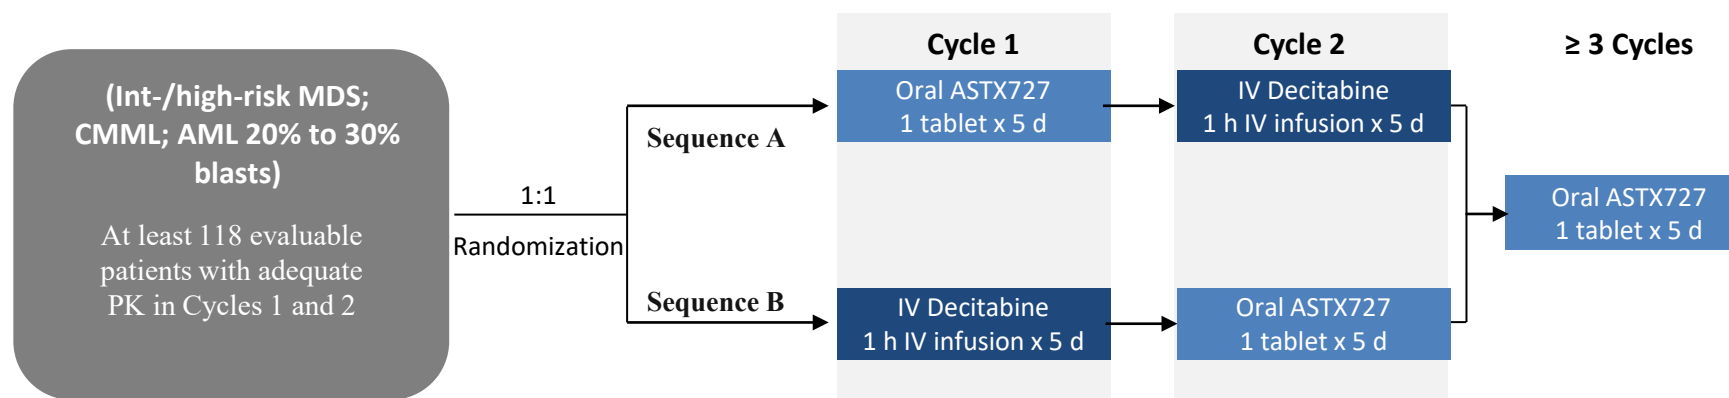 (Int-/high-risk MDS;
CMML; AML 20% to 30%
blasts)
At least 118 evaluable
patients with adequate
PK in Cycles 1 and 2
1:1
Randomization
Sequence A
Sequence B
Cycle 1
Oral ASTX727
1 tablet x 5 d
IV Decitabine
1 h IV infusion x 5 d
Cycle 2
IV Decitabine
1 h IV infusion x 5 d
Oral ASTX727
1 tablet x 5 d
≥ 3 Cycles
Oral ASTX727
1 tablet x 5 d